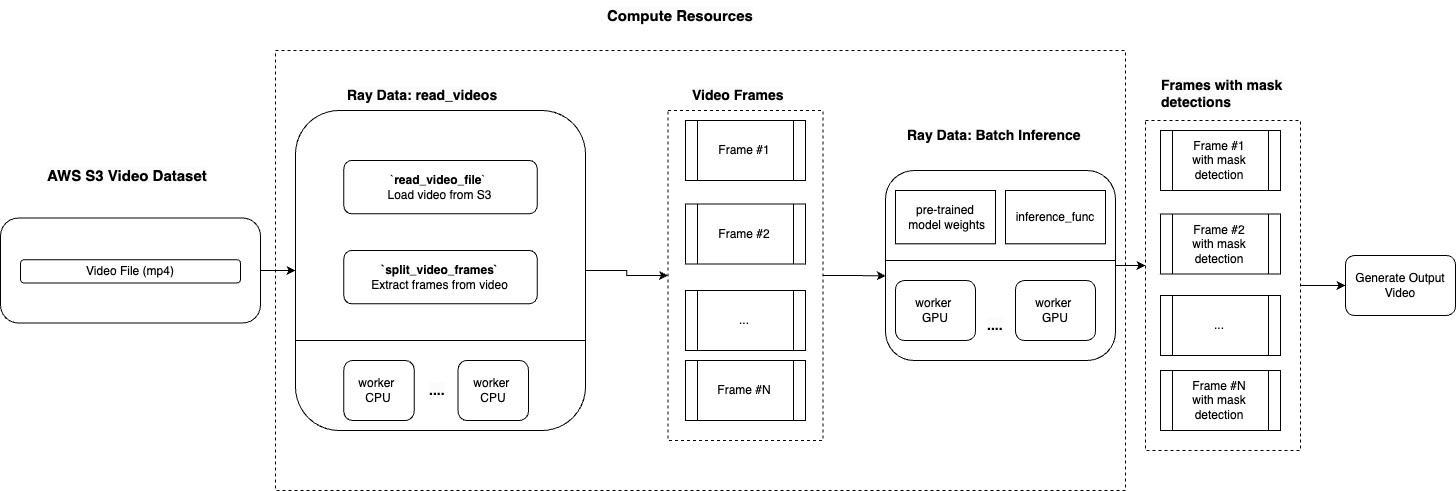 Compute Resources
AWS S3 Video Dataset
Video File (mp4)
Ray Data: read_videos
`read_video_file`
Load video from S3
`split_video_frames`
Extract frames from video
worker
CPU
....
worker
CPU
Video Frames
Frame #1
Frame #2
...
Frame #N
Ray Data: Batch Inference
pre-trained
model weights
inference_func
worker
GPU
....
worker
GPU
Frames with mask
detections
Frame #1
with mask
detection
Frame #2
with mask
detection
...
Frame #N
with mask
detection
Generate Output
Video